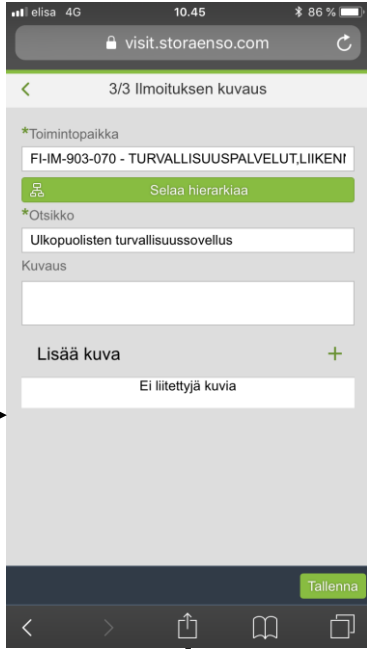 elisa 4G 10.45 86 %
visit.storaenso.com
3/3 Ilmoituksen kuvaus
*Toimintopaikka
FI-IM-903-070 - TURVALLISUUSPALVELUT,LIIKENI
Selaa hierarkiaa
*Otsikko
Ulkopuolisten turvallisuussovellus
Kuvaus
Lisää kuva +
Ei liitettyjä kuvia
Tallenna